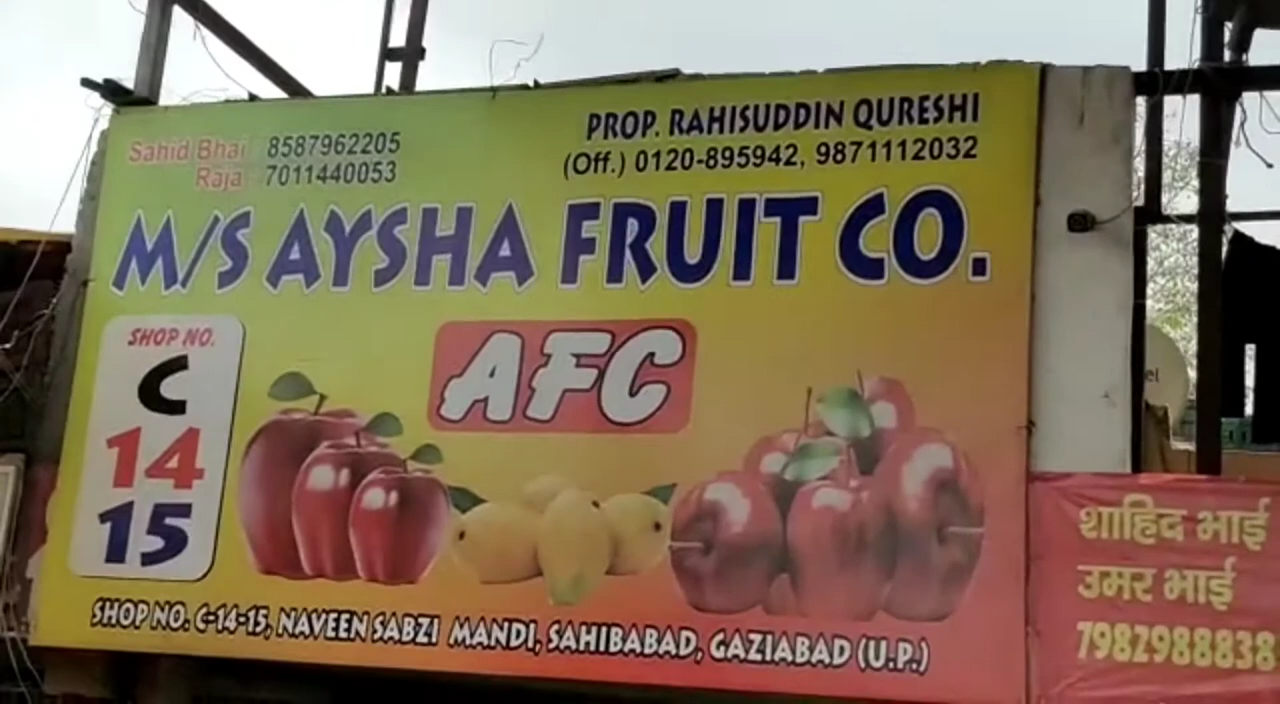 Sahid Bhai 8587962205
Raja 7011440053
PROP. RAHISUDDIN QURESHI
(Off.) 0120-895942, 9871112032
M/S AYSHA FRUIT CO.
SHOP NO.
C
14
15
AFC
SHOP NO. C-14-15, NAVEEN SABZI MANDI, SAHIBABAD, GAZIABAD (U.P.)
शाहिद भाई
उमर भाई
7982988838